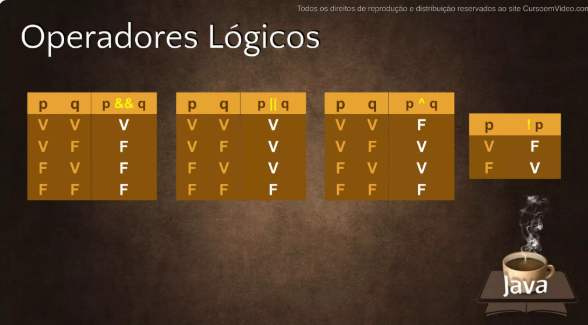 Todos os direitos de reprodução e distribuição reservados ao site CursoemVideo.com
Operadores Lógicos
p q p && q
V V V
V F F
F V F
F F F
p q p || q
V V V
V F V
F V V
F F F
p q p ^ q
V V F
V F V
F V V
F F F
p ! p
V F
F V
Java